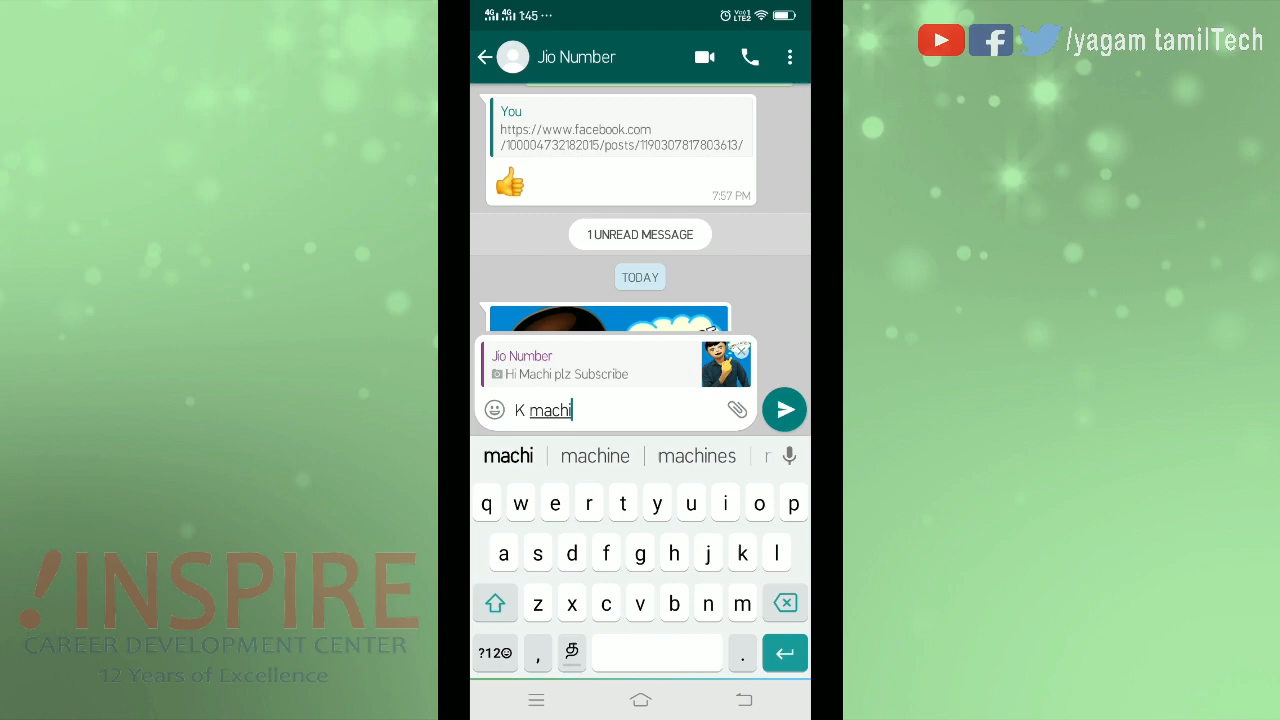 4G 4G 1:45 ...
VoLTE2
Jio Number
/yagam tamilTech
You
https://www.facebook.com
/100004732182015/posts/1190307817803613/
7:57 PM
1 UNREAD MESSAGE
TODAY
Jio Number
Hi Machi plz Subscribe
K machi
machi machine machines
q w e r t y u i o p
a s d f g h j k l
z x c v b n m
?12☺ , த .
!INSPIRE
CAREER DEVELOPMENT CENTER
12 Years of Excellence